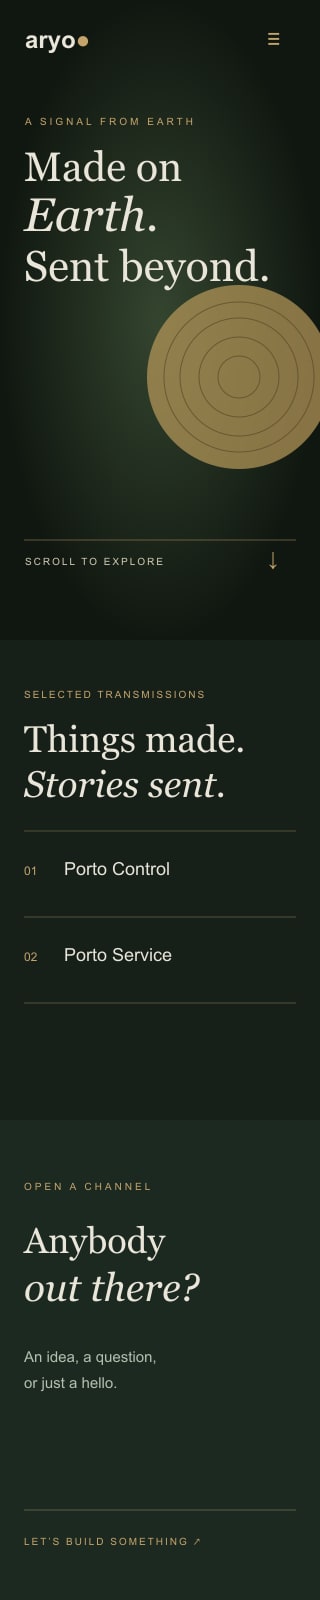 aryo
A SIGNAL FROM EARTH
Made on
Earth.
Sent beyond.
SCROLL TO EXPLORE ↓
SELECTED TRANSMISSIONS
Things made.
Stories sent.
01 Porto Control
02 Porto Service
OPEN A CHANNEL
Anybody
out there?
An idea, a question,
or just a hello.
LET'S BUILD SOMETHING ↗